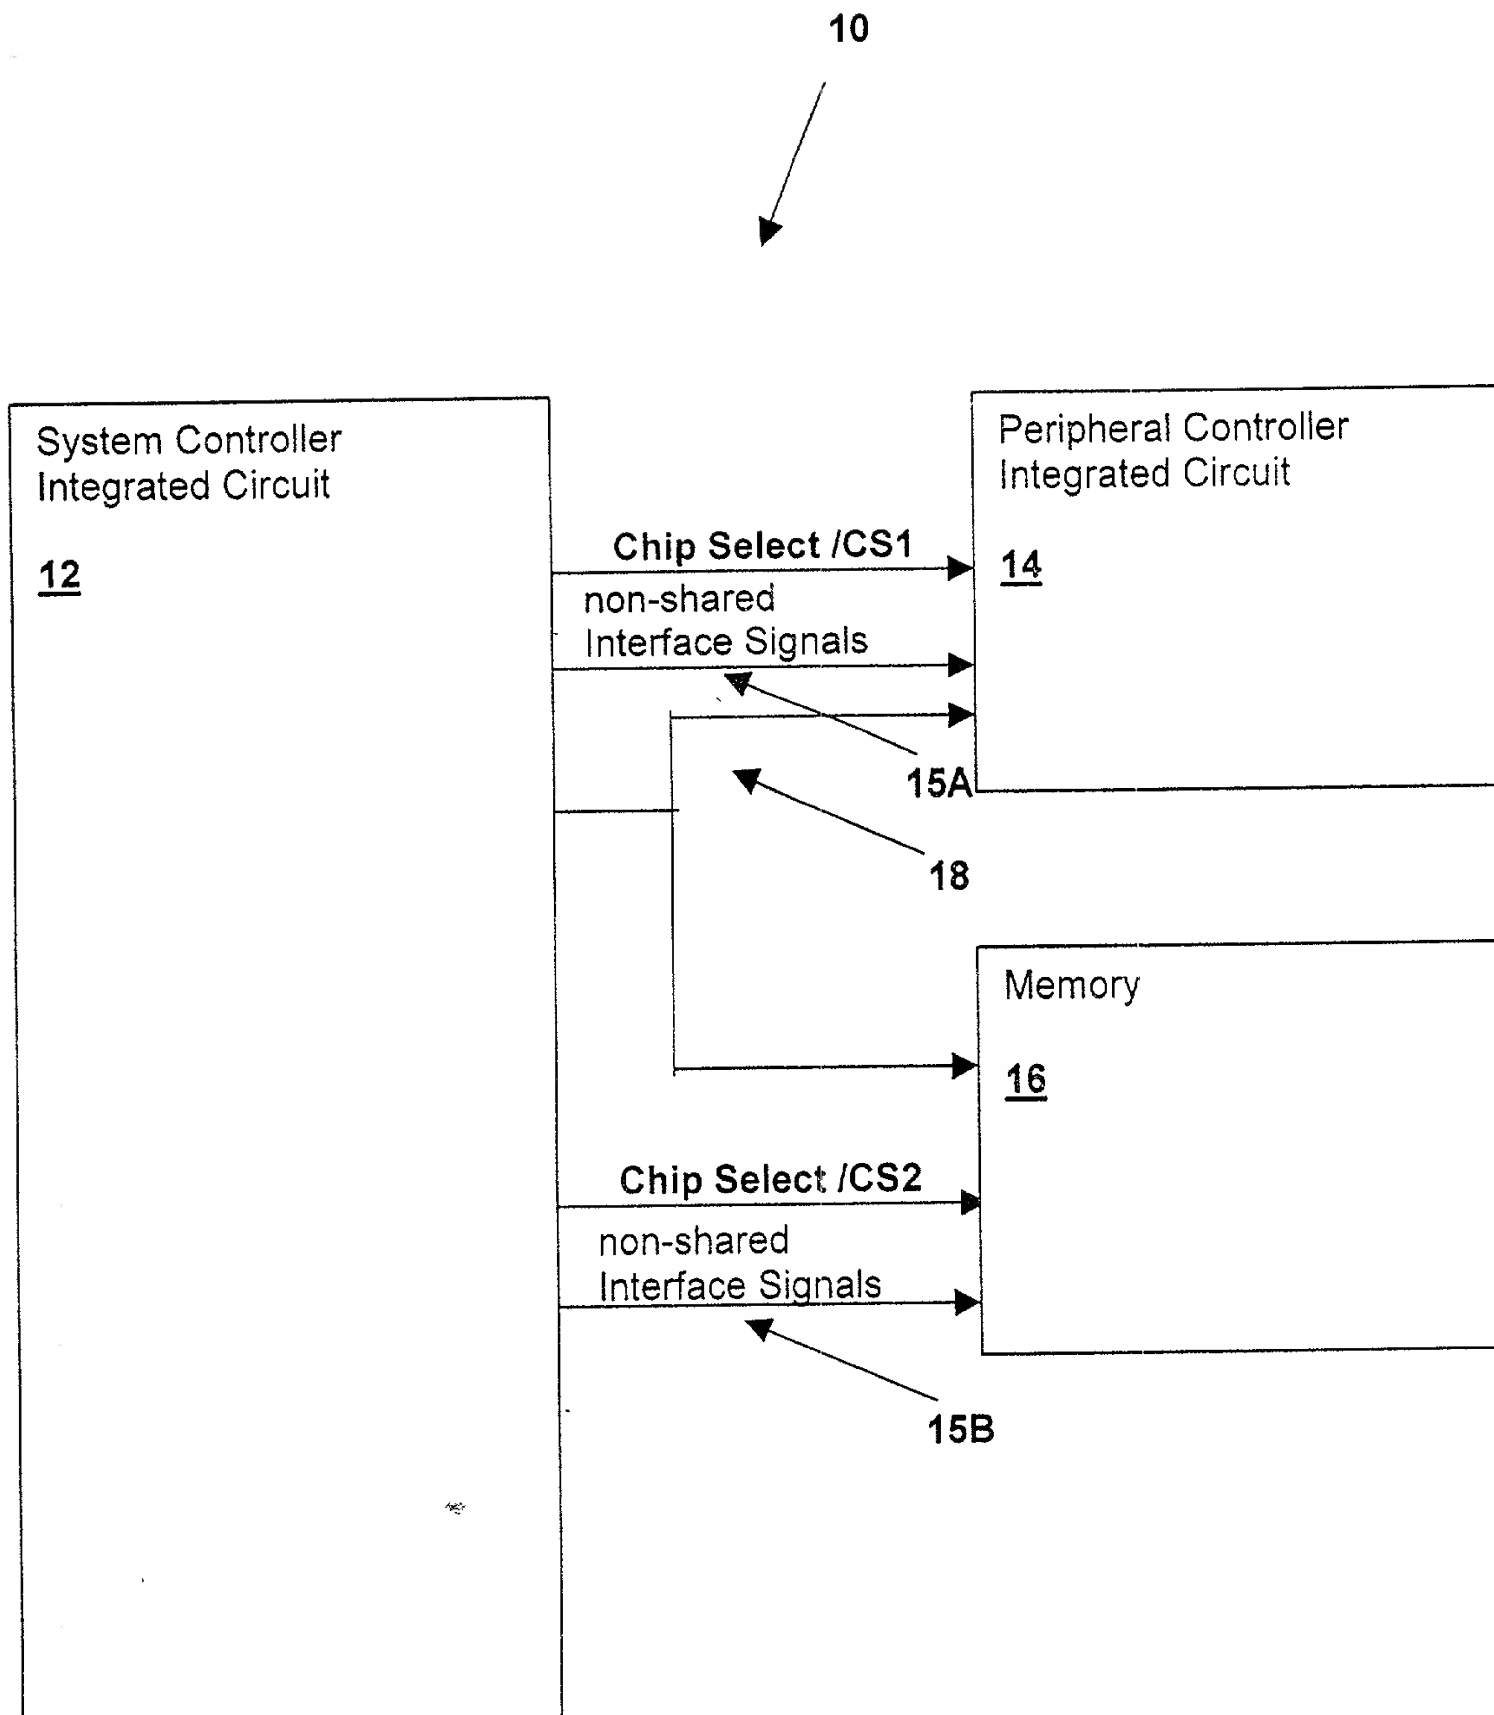 10
System Controller
Integrated Circuit
12
Peripheral Controller
Integrated Circuit
14
Chip Select /CS1
non-shared
Interface Signals
15A
18
Memory
16
Chip Select /CS2
non-shared
Interface Signals
15B